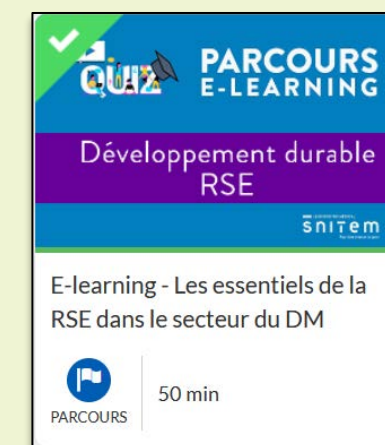 QUIZ
PARCOURS
E-LEARNING
Développement durable
RSE
snitem
E-learning - Les essentiels de la
RSE dans le secteur du DM
PARCOURS
50 min